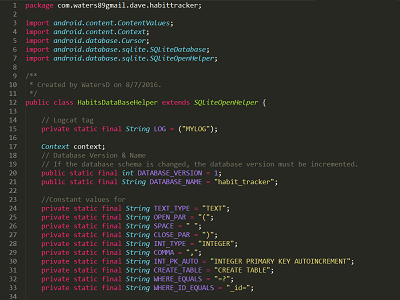 1 package com.waters89gmail.dave.habittracker;
2
3 import android.content.ContentValues;
4 import android.content.Context;
5 import android.database.Cursor;
6 import android.database.sqlite.SQLiteDatabase;
7 import android.database.sqlite.SQLiteOpenHelper;
8
9 /**
10 * Created by WatersD on 8/7/2016.
11 */
12 public class HabitsDataBaseHelper extends SQLiteOpenHelper {
13
14 // Logcat tag
15 private static final String LOG = ("MYLOG");
16
17 Context context;
18 // Database Version & Name
19 // If the database schema is changed, the database version must be incremented.
20 public static final int DATABASE_VERSION = 1;
21 public static final String DATABASE_NAME = "habit_tracker";
22
23 //Constant values for
24 private static final String TEXT_TYPE = "TEXT";
25 private static final String OPEN_PAR = "(";
26 private static final String SPACE = " ";
27 private static final String CLOSE_PAR = ")";
28 private static final String INT_TYPE = "INTEGER";
29 private static final String COMMA = ",";
30 private static final String INT_PK_AUTO = "INTEGER PRIMARY KEY AUTOINCREMENT";
31 private static final String CREATE_TABLE = "CREATE TABLE";
32 private static final String WHERE_EQUALS = "=?";
33 private static final String WHERE_ID_EQUALS = "_id=";
34